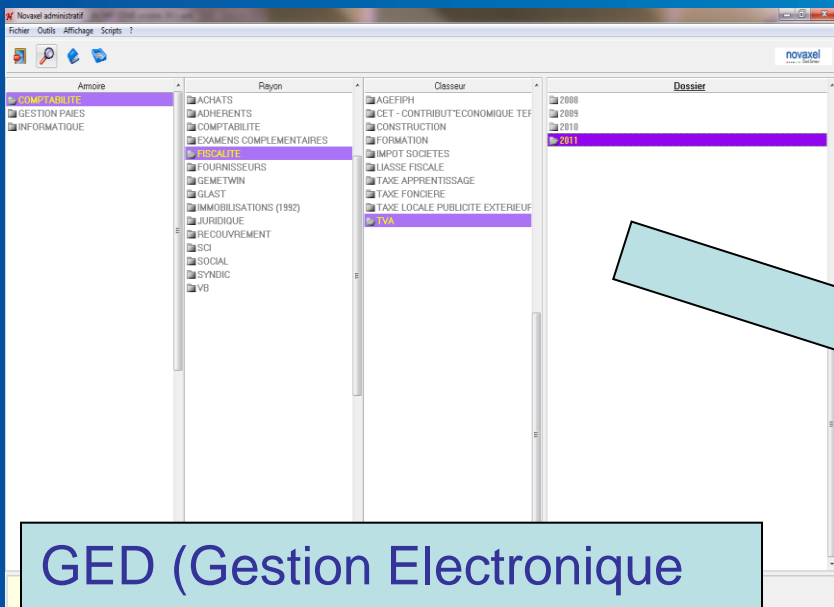 Novaxel administratif
Fichier Outils Affichage Scripts ?
novaxel
Armoire
COMPTABILITE
GESTION PAIES
INFORMATIQUE
Rayon
ACHATS
ADHERENTS
COMPTABILITE
EXAMENS COMPLEMENTAIRES
FISCALITE
FOURNISSEURS
GEMETWIN
GLAST
IMMOBILISATIONS (1992)
JURIDIQUE
RECOUVREMENT
SCI
SOCIAL
SYNDIC
VB
Classeur
AGEFIPH
CET - CONTRIBUT°ECONOMIQUE TER
CONSTRUCTION
FORMATION
IMPOT SOCIETES
LIASSE FISCALE
TAXE APPRENTISSAGE
TAXE FONCIERE
TAXE LOCALE PUBLICITE EXTERIEUR
TVA
Dossier
2008
2009
2010
2011
GED (Gestion Electronique